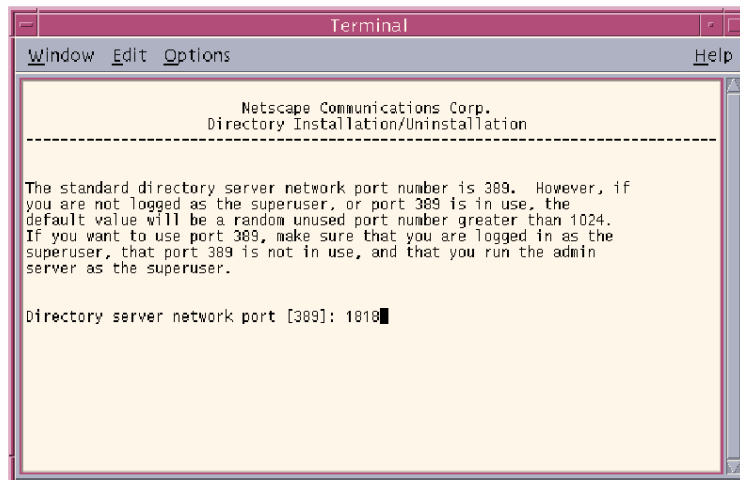 Terminal
Window Edit Options Help
Netscape Communications Corp.
Directory Installation/Uninstallation
--------------------------------------------------------------------------------
The standard directory server network port number is 389. However, if
you are not logged as the superuser, or port 389 is in use, the
default value will be a random unused port number greater than 1024.
If you want to use port 389, make sure that you are logged in as the
superuser, that port 389 is not in use, and that you run the admin
server as the superuser.
Directory server network port [389]: 1818